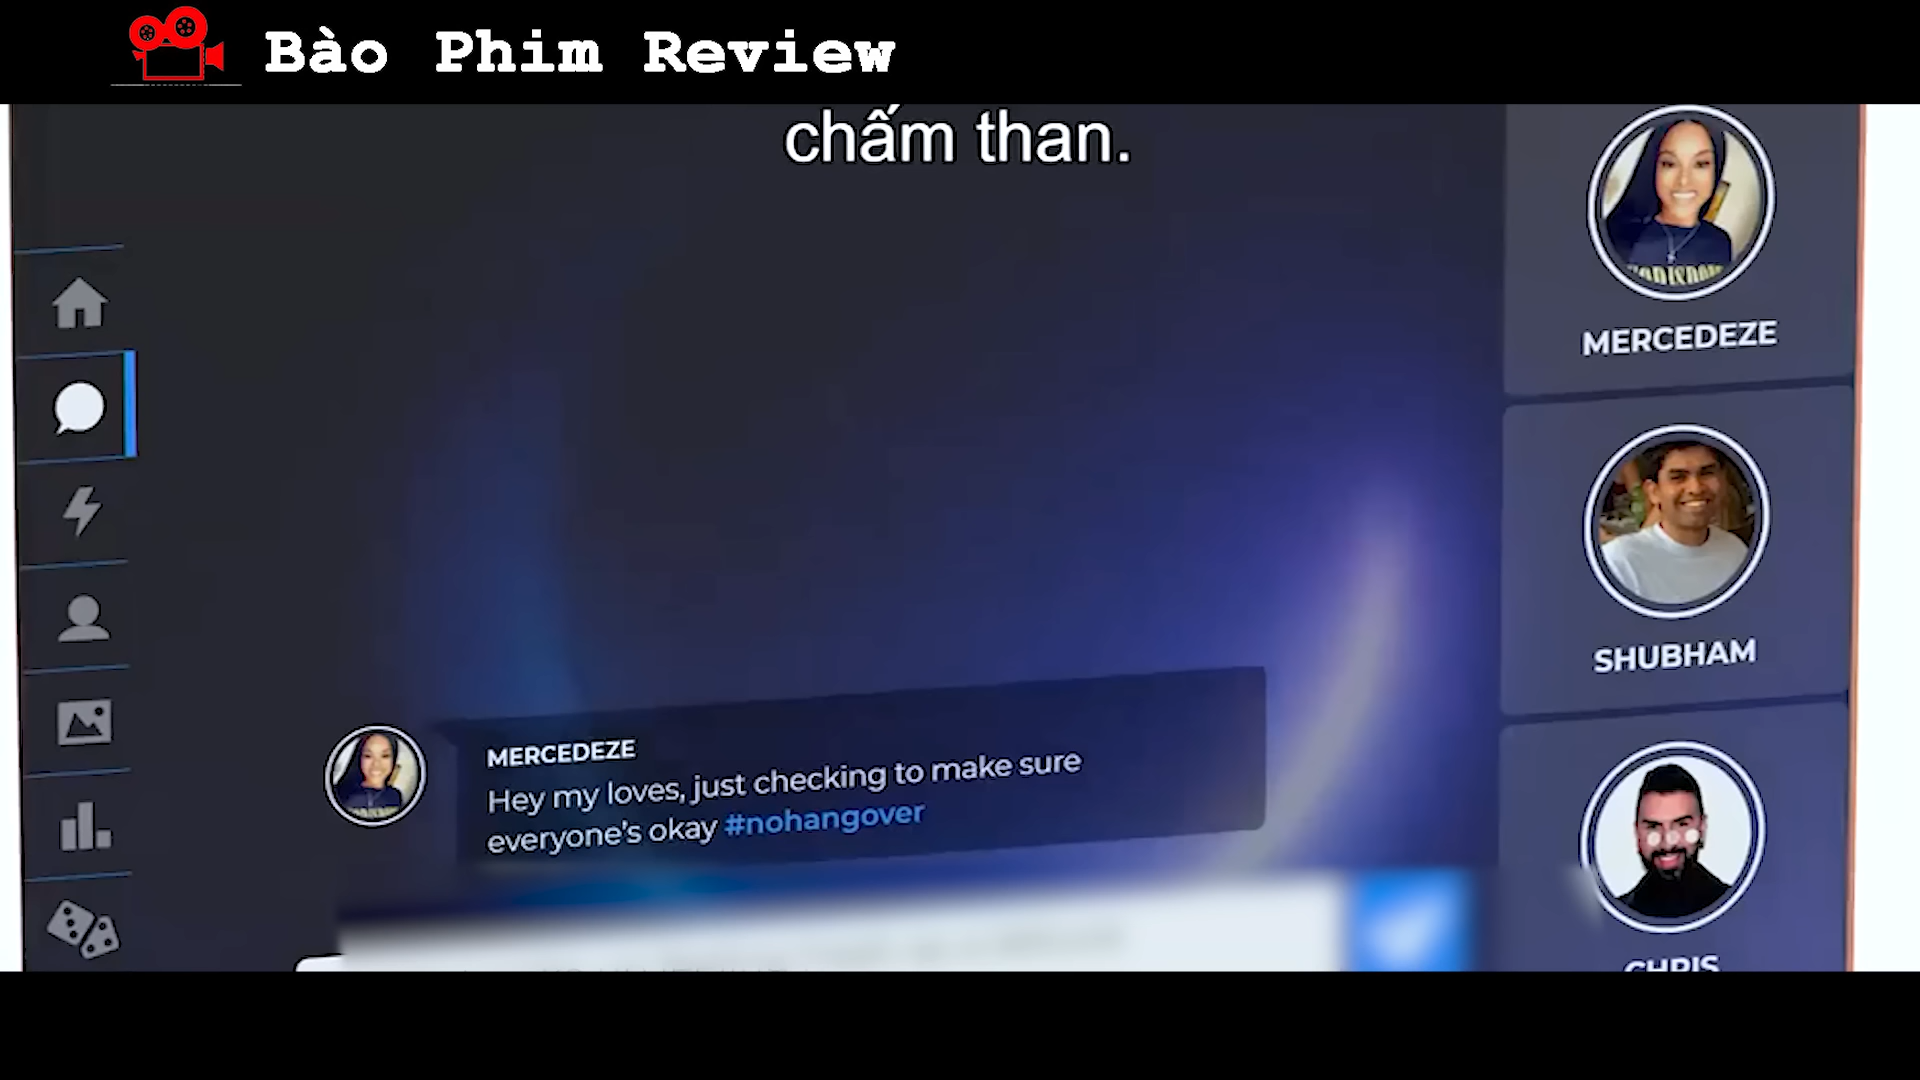 Bào Phim Review
chấm than.
MERCEDEZE
SHUBHAM
MERCEDEZE
Hey my loves, just checking to make sure
everyone's okay #nohangover
CHRIS